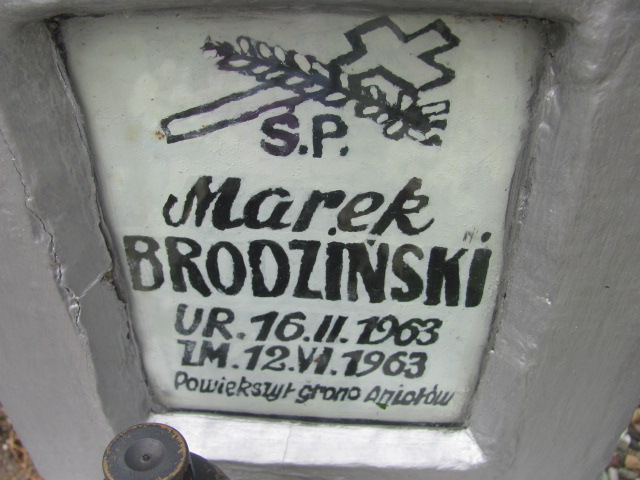 Ś.P.
Marek
BRODZIŃSKI
UR. 16.II.1963
ZM. 12.VI.1963
Powiększył grono Aniołów